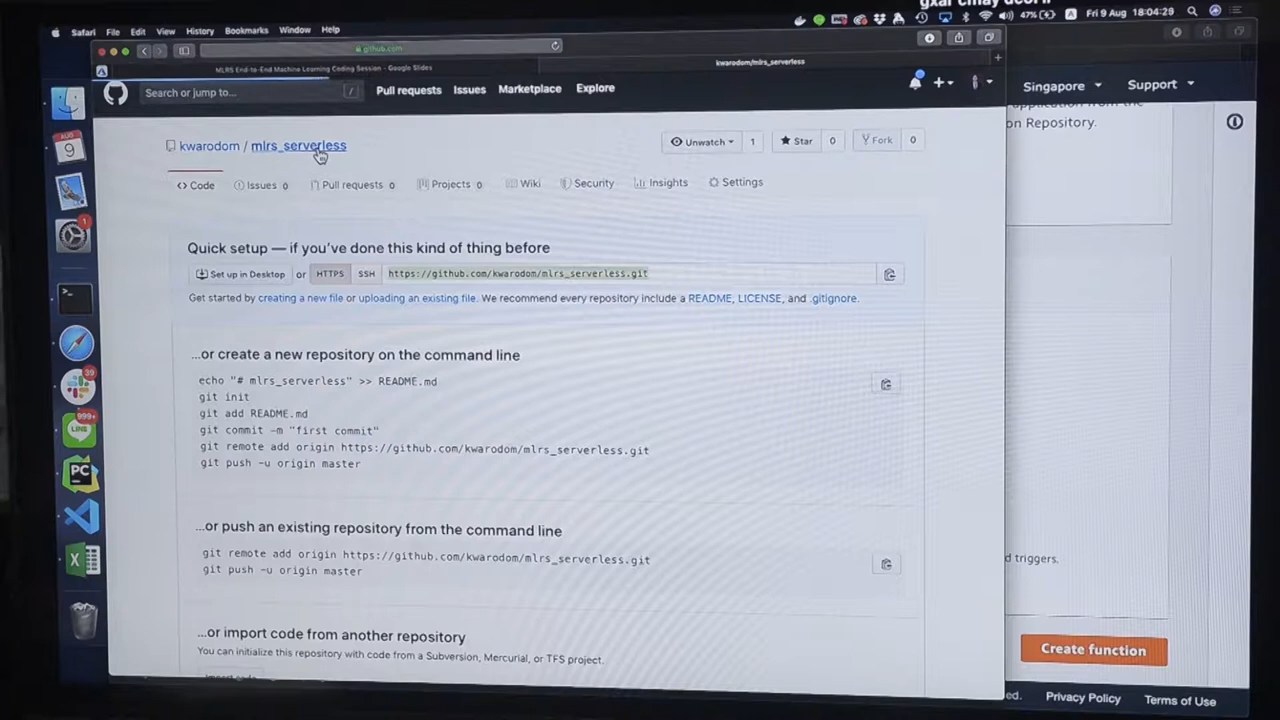 Safari File Edit View History Bookmarks Window Help
47% Fri 9 Aug 18:04:29
github.com
MLRS End-to-End Machine Learning Coding Session - Google Slides
kwarodom/mlrs_serverless
Search or jump to... /
Pull requests Issues Marketplace Explore
Singapore Support
on Repository.
kwarodom / mlrs_serverless
Unwatch 1 Star 0 Fork 0
Code Issues 0 Pull requests 0 Projects 0 Wiki Security Insights Settings
Quick setup — if you've done this kind of thing before
Set up in Desktop or HTTPS SSH https://github.com/kwarodom/mlrs_serverless.git
Get started by creating a new file or uploading an existing file. We recommend every repository include a README, LICENSE, and .gitignore.
...or create a new repository on the command line
echo "# mlrs_serverless" >> README.md
git init
git add README.md
git commit -m "first commit"
git remote add origin https://github.com/kwarodom/mlrs_serverless.git
git push -u origin master
...or push an existing repository from the command line
git remote add origin https://github.com/kwarodom/mlrs_serverless.git
git push -u origin master
...or import code from another repository
You can initialize this repository with code from a Subversion, Mercurial, or TFS project.
d triggers.
Create function
ed. Privacy Policy Terms of Use
AUG
9
1
39
999+
LINE
PC
X